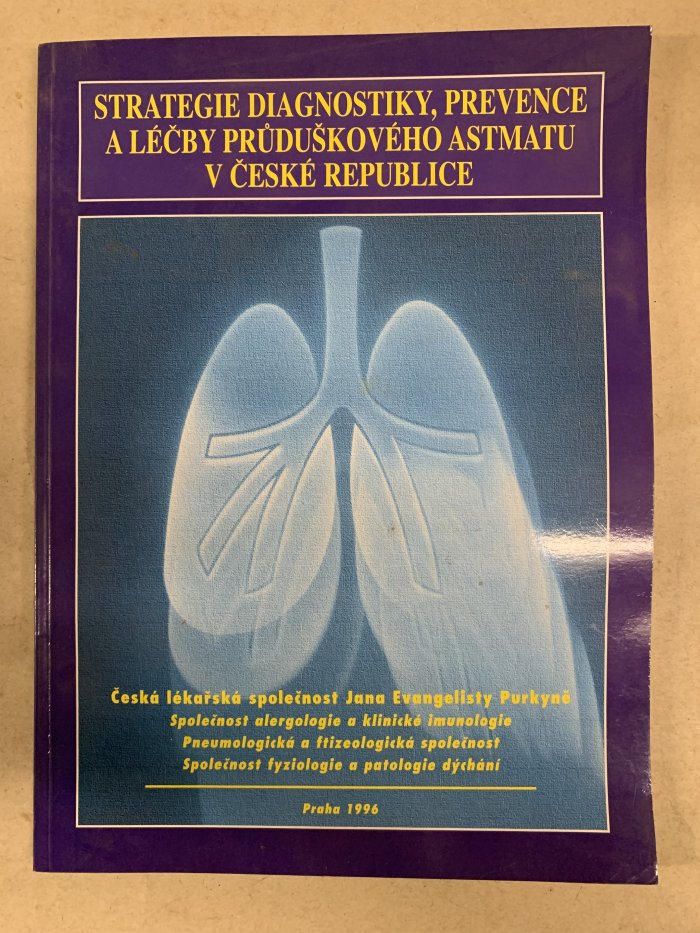 STRATEGIE DIAGNOSTIKY, PREVENCE
A LÉČBY PRŮDUŠKOVÉHO ASTMATU
V ČESKÉ REPUBLICE
Česká lékařská společnost Jana Evangelisty Purkyně
Společnost alergologie a klinické imunologie
Pneumologická a ftizeologická společnost
Společnost fyziologie a patologie dýchání
Praha 1996